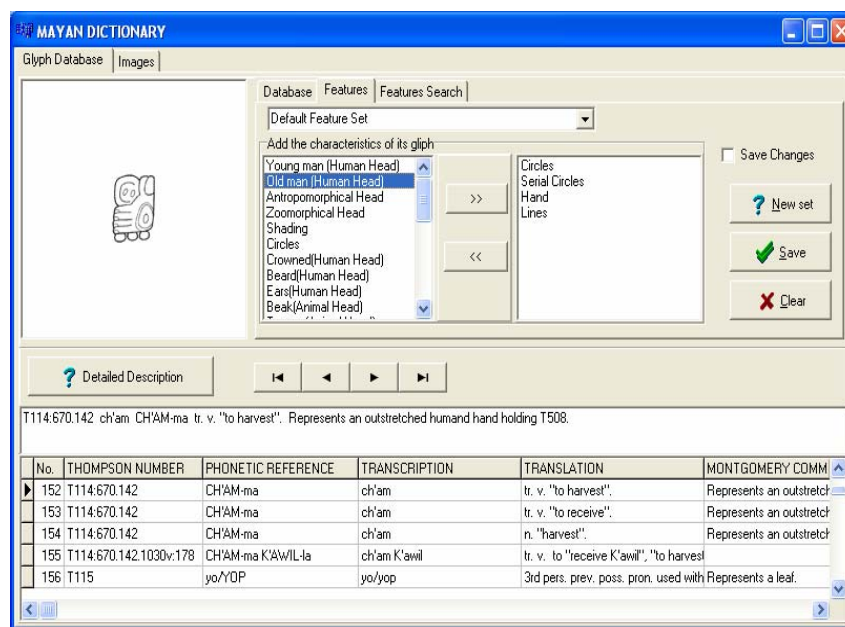 MAYAN DICTIONARY
Glyph Database Images
Database Features Features Search
Default Feature Set
Add the characteristics of its gliph
Young man (Human Head)
Old man (Human Head)
Antropomorphical Head
Zoomorphical Head
Shading
Circles
Crowned(Human Head)
Beard(Human Head)
Ears(Human Head)
Beak(Animal Head)
>>
<<
Circles
Serial Circles
Hand
Lines
Save Changes
? New set
Save
Clear
? Detailed Description
T114:670.142 ch'am CH'AM-ma tr. v. "to harvest". Represents an outstretched humand hand holding T508.
No. THOMPSON NUMBER PHONETIC REFERENCE TRANSCRIPTION TRANSLATION MONTGOMERY COMM
152 T114:670.142 CH'AM-ma ch'am tr. v. "to harvest". Represents an outstretch
153 T114:670.142 CH'AM-ma ch'am tr. v. "to receive". Represents an outstretch
154 T114:670.142 CH'AM-ma ch'am n. "harvest". Represents an outstretch
155 T114:670.142.1030v:178 CH'AM-ma K'AWIL-la ch'am K'awil tr. v. to "receive K'awil", "to harvest
156 T115 yo/YOP yo/yop 3rd pers. prev. poss. pron. used with Represents a leaf.